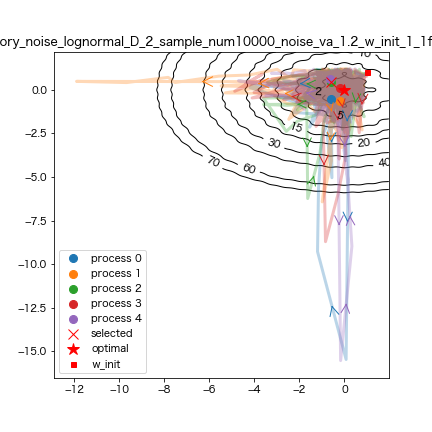 ory_noise_lognormal_D_2_sample_num10000_noise_va_1.2_w_init_1_1f
0.0
−2.5
−5.0
−7.5
−10.0
−12.5
−15.0
−12
−10
−8
−6
−4
−2
0
2
5
15
20
30
40
60
70
process 0
process 1
process 2
process 3
process 4
selected
optimal
w_init